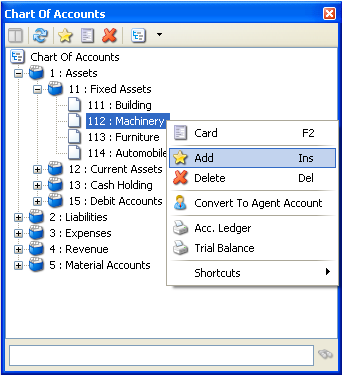 Chart Of Accounts
Chart Of Accounts
1 : Assets
11 : Fixed Assets
111 : Building
112 : Machinery
113 : Furniture
114 : Automobile
12 : Current Assets
13 : Cash Holding
15 : Debit Accounts
2 : Liabilities
3 : Expenses
4 : Revenue
5 : Material Accounts
Card F2
Add Ins
Delete Del
Convert To Agent Account
Acc. Ledger
Trial Balance
Shortcuts